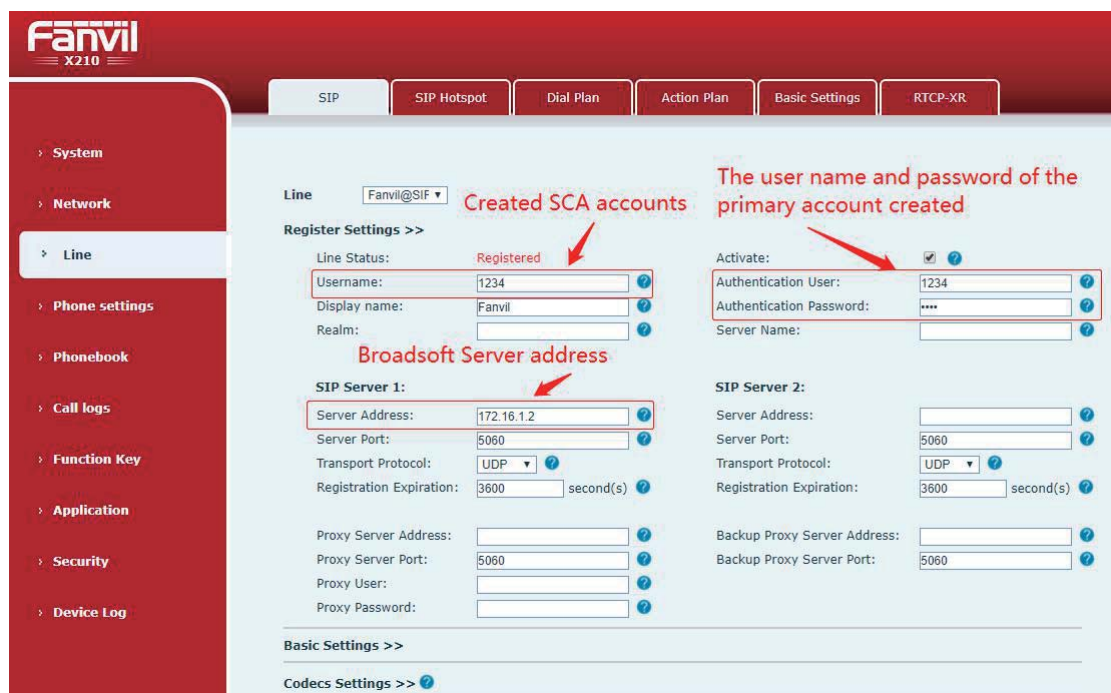 Fanvil
X210
SIP
SIP Hotspot
Dial Plan
Action Plan
Basic Settings
RTCP-XR
› System
› Network
› Line
› Phone settings
› Phonebook
› Call logs
› Function Key
› Application
› Security
› Device Log
Line Fanvil@SIF
Created SCA accounts
The user name and password of the
primary account created
Register Settings >>
Line Status: Registered
Activate:
Username: 1234
Authentication User: 1234
Display name: Fanvil
Authentication Password: ••••
Realm:
Server Name:
Broadsoft Server address
SIP Server 1:
SIP Server 2:
Server Address: 172.16.1.2
Server Address:
Server Port: 5060
Server Port: 5060
Transport Protocol: UDP
Transport Protocol: UDP
Registration Expiration: 3600 second(s)
Registration Expiration: 3600 second(s)
Proxy Server Address:
Backup Proxy Server Address:
Proxy Server Port: 5060
Backup Proxy Server Port: 5060
Proxy User:
Proxy Password:
Basic Settings >>
Codecs Settings >>